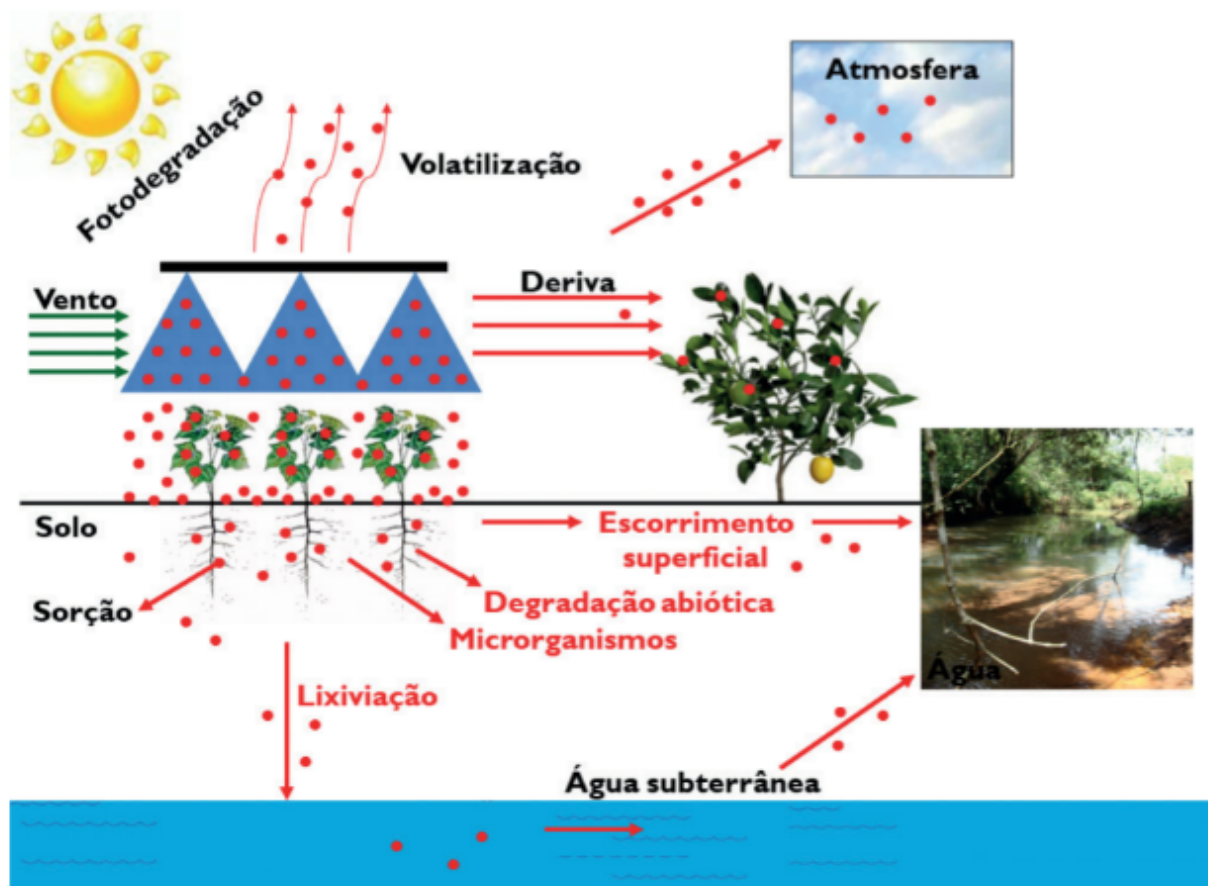 Atmosfera
Fotodegradação
Volatilização
Vento
Deriva
Solo
Escorrimento
superficial
Sorção
Degradação abiótica
Microrganismos
Água
Lixiviação
Água subterrânea